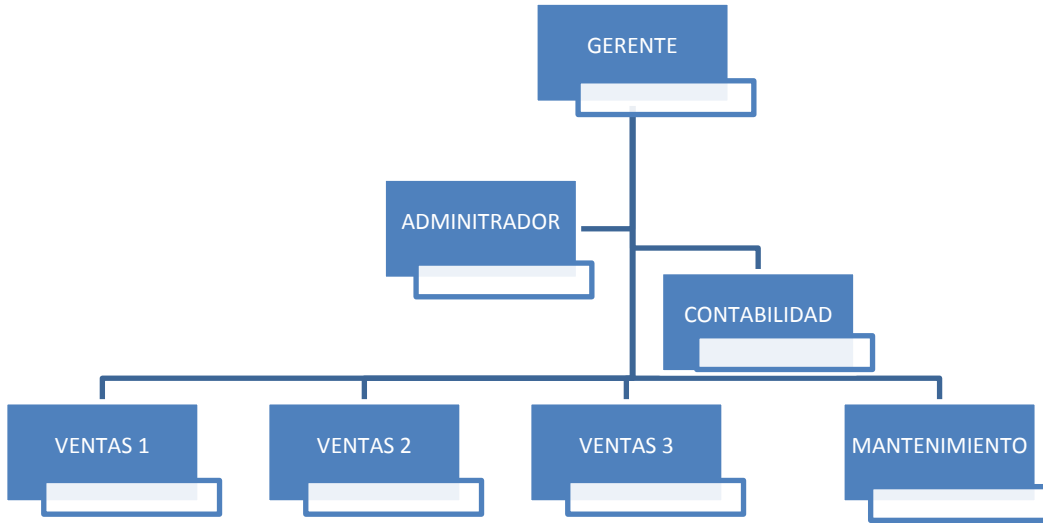 GERENTE
ADMINITRADOR
CONTABILIDAD
VENTAS 1
VENTAS 2
VENTAS 3
MANTENIMIENTO